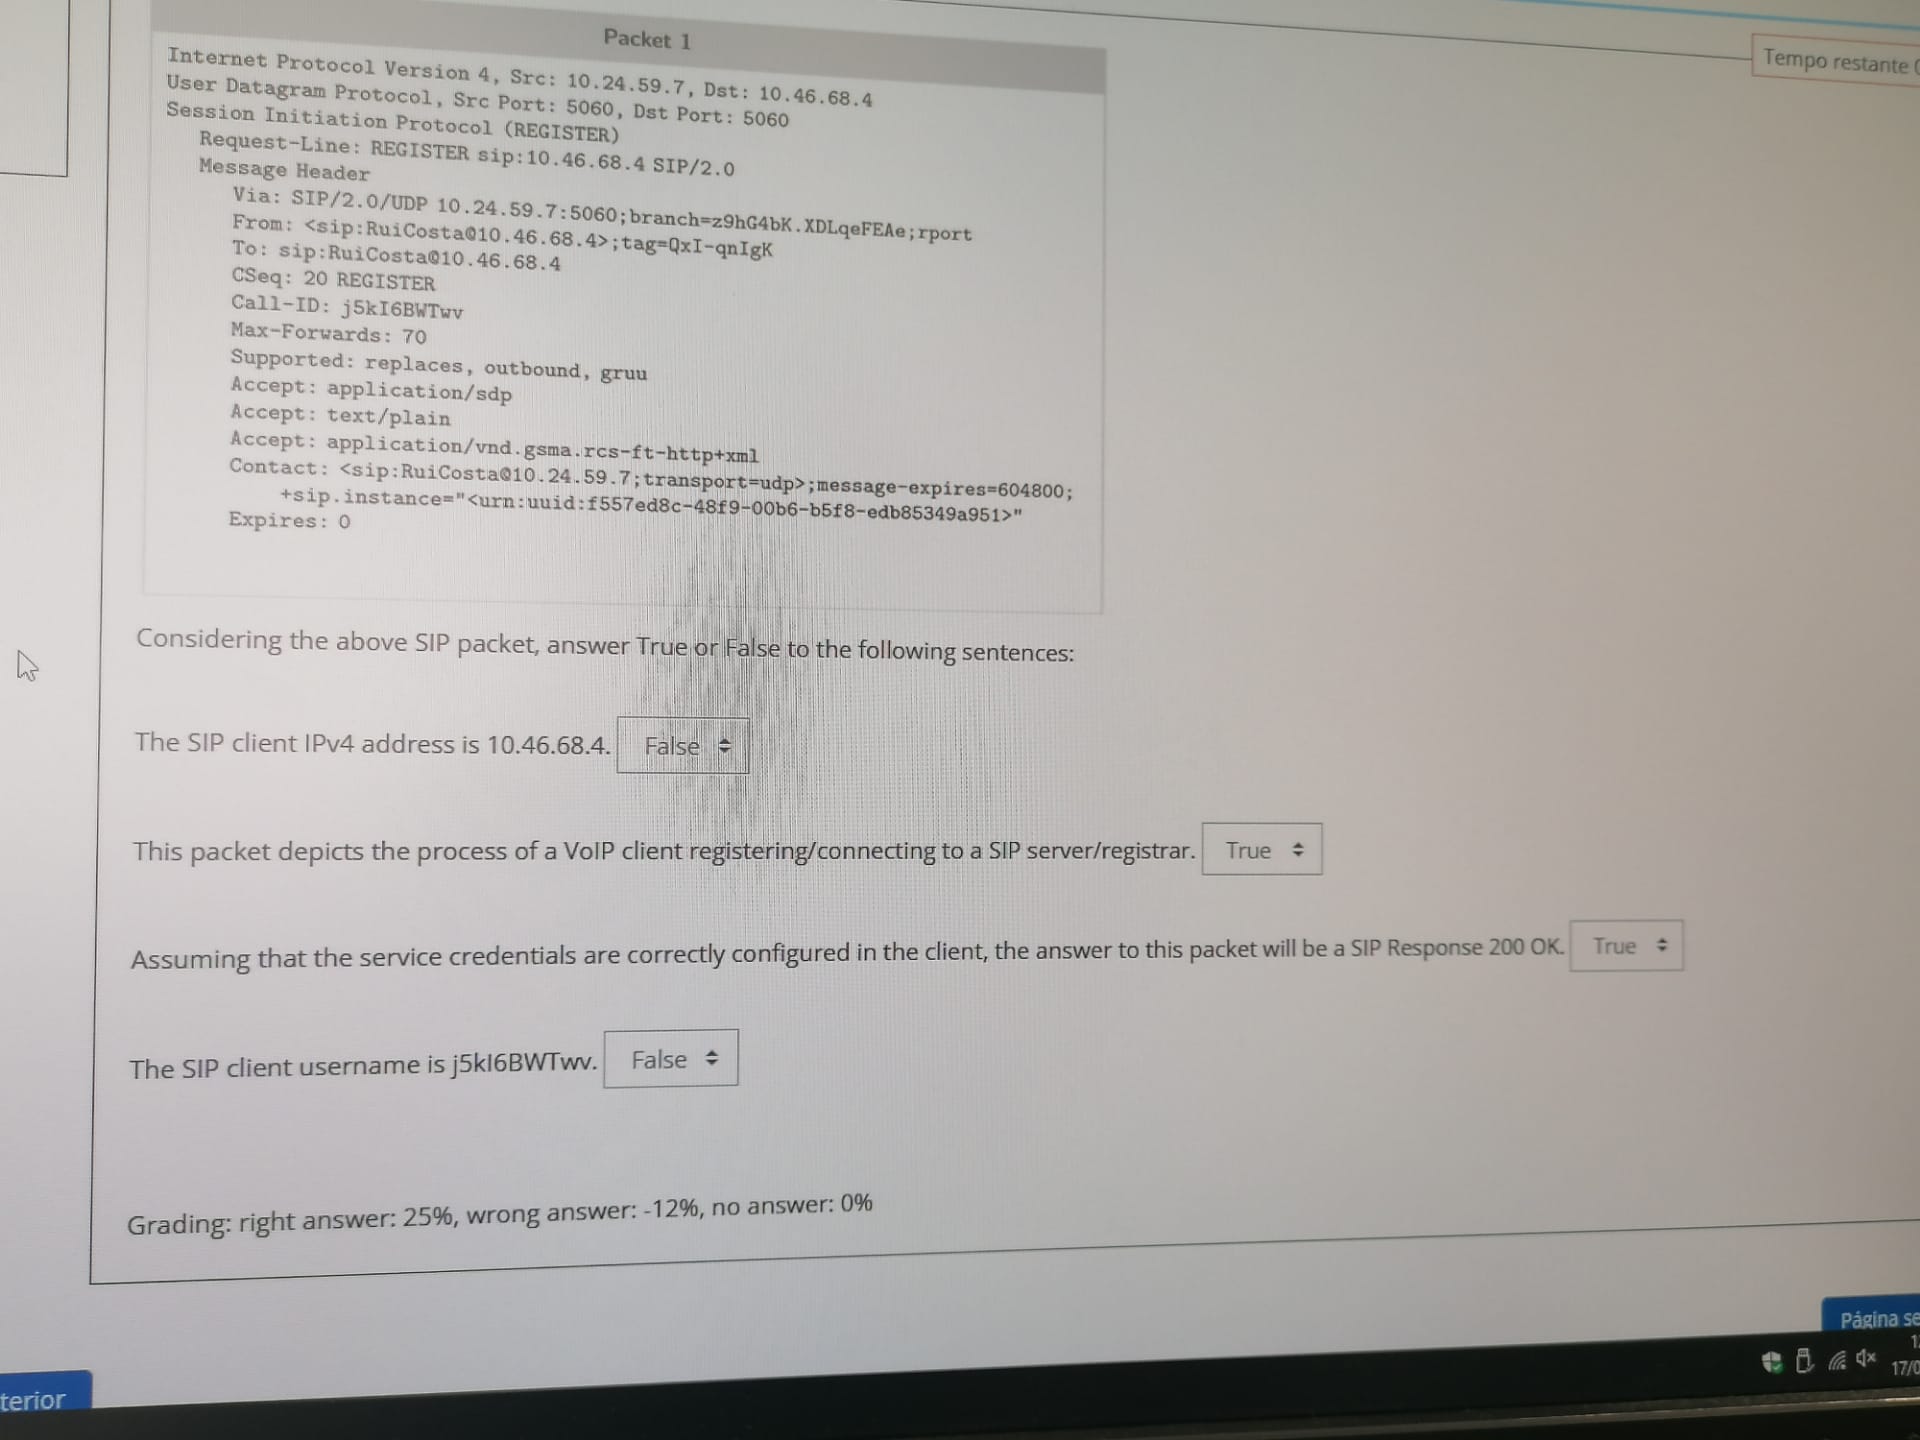 Packet 1
Tempo restante
Internet Protocol Version 4, Src: 10.24.59.7, Dst: 10.46.68.4
User Datagram Protocol, Src Port: 5060, Dst Port: 5060
Session Initiation Protocol (REGISTER)
Request-Line: REGISTER sip:10.46.68.4 SIP/2.0
Message Header
Via: SIP/2.0/UDP 10.24.59.7:5060;branch=z9hG4bK.XDLqeFEAe;rport
From: <sip:RuiCosta@10.46.68.4>;tag=QxI-qnIgK
To: sip:RuiCosta@10.46.68.4
CSeq: 20 REGISTER
Call-ID: j5kI6BWTwv
Max-Forwards: 70
Supported: replaces, outbound, gruu
Accept: application/sdp
Accept: text/plain
Accept: application/vnd.gsma.rcs-ft-http+xml
Contact: <sip:RuiCosta@10.24.59.7;transport=udp>;message-expires=604800;
+sip.instance="<urn:uuid:f557ed8c-48f9-00b6-b5f8-edb85349a951>"
Expires: 0
Considering the above SIP packet, answer True or False to the following sentences:
The SIP client IPv4 address is 10.46.68.4. False
This packet depicts the process of a VoIP client registering/connecting to a SIP server/registrar. True
Assuming that the service credentials are correctly configured in the client, the answer to this packet will be a SIP Response 200 OK. True
The SIP client username is j5kI6BWTwv. False
Grading: right answer: 25%, wrong answer: -12%, no answer: 0%
Página se
terior
17/0